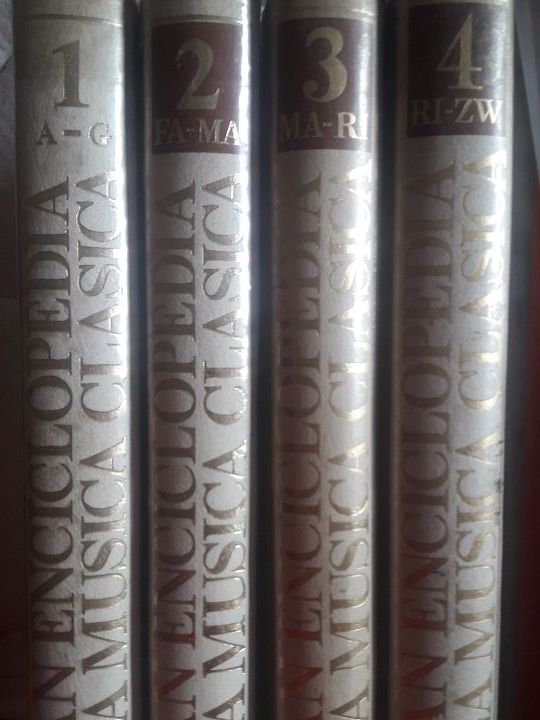 1
A-G
AN ENCICLOPEDIA
A MUSICA CLASICA
2
FA-MA
AN ENCICLOPEDIA
A MUSICA CLASICA
3
MA-RI
AN ENCICLOPEDIA
A MUSICA CLASICA
4
RI-ZW
AN ENCICLOPEDIA
A MUSICA CLASICA